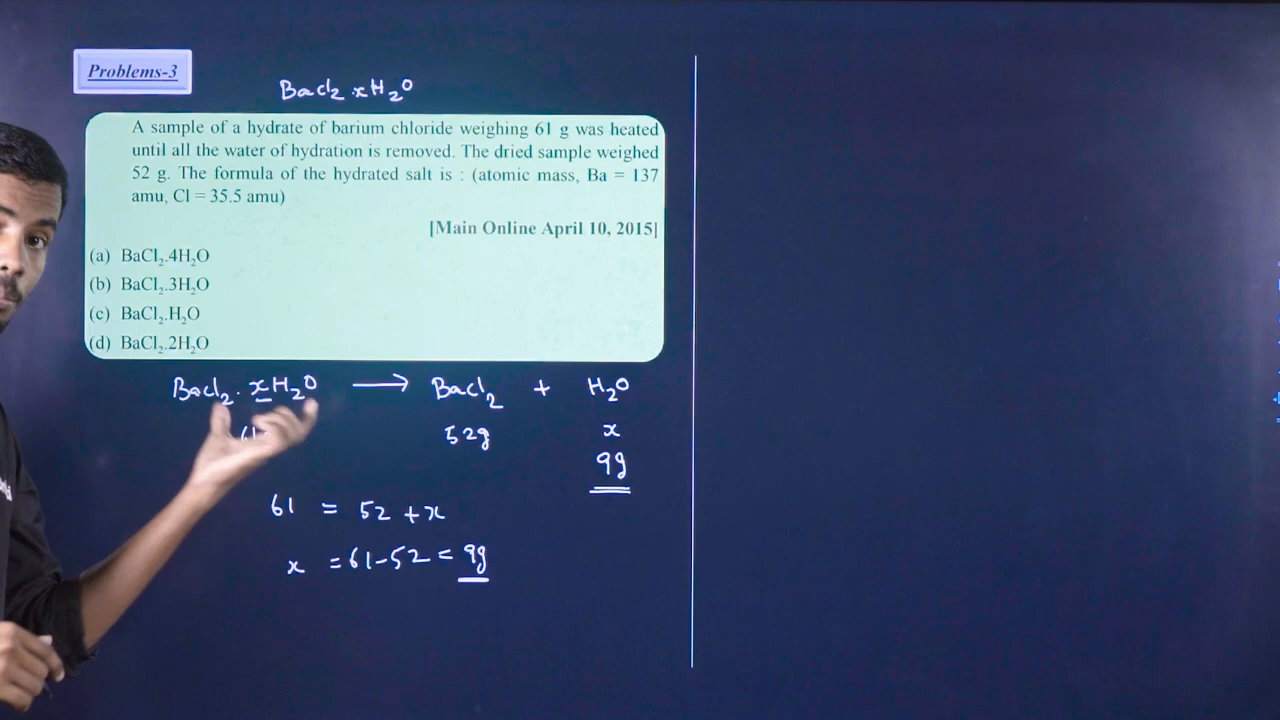 Problems-3
BaCl2.xH2O
A sample of a hydrate of barium chloride weighing 61 g was heated
until all the water of hydration is removed. The dried sample weighed
52 g. The formula of the hydrated salt is : (atomic mass, Ba = 137
amu, Cl = 35.5 amu)
[Main Online April 10, 2015]
(a) BaCl₂.4H₂O
(b) BaCl₂.3H₂O
(c) BaCl₂.H₂O
(d) BaCl₂.2H₂O
BaCl2. xH2O ⟶ BaCl2 + H2O
61 52g x
9g
61 = 52 + x
x = 61-52 = 9g